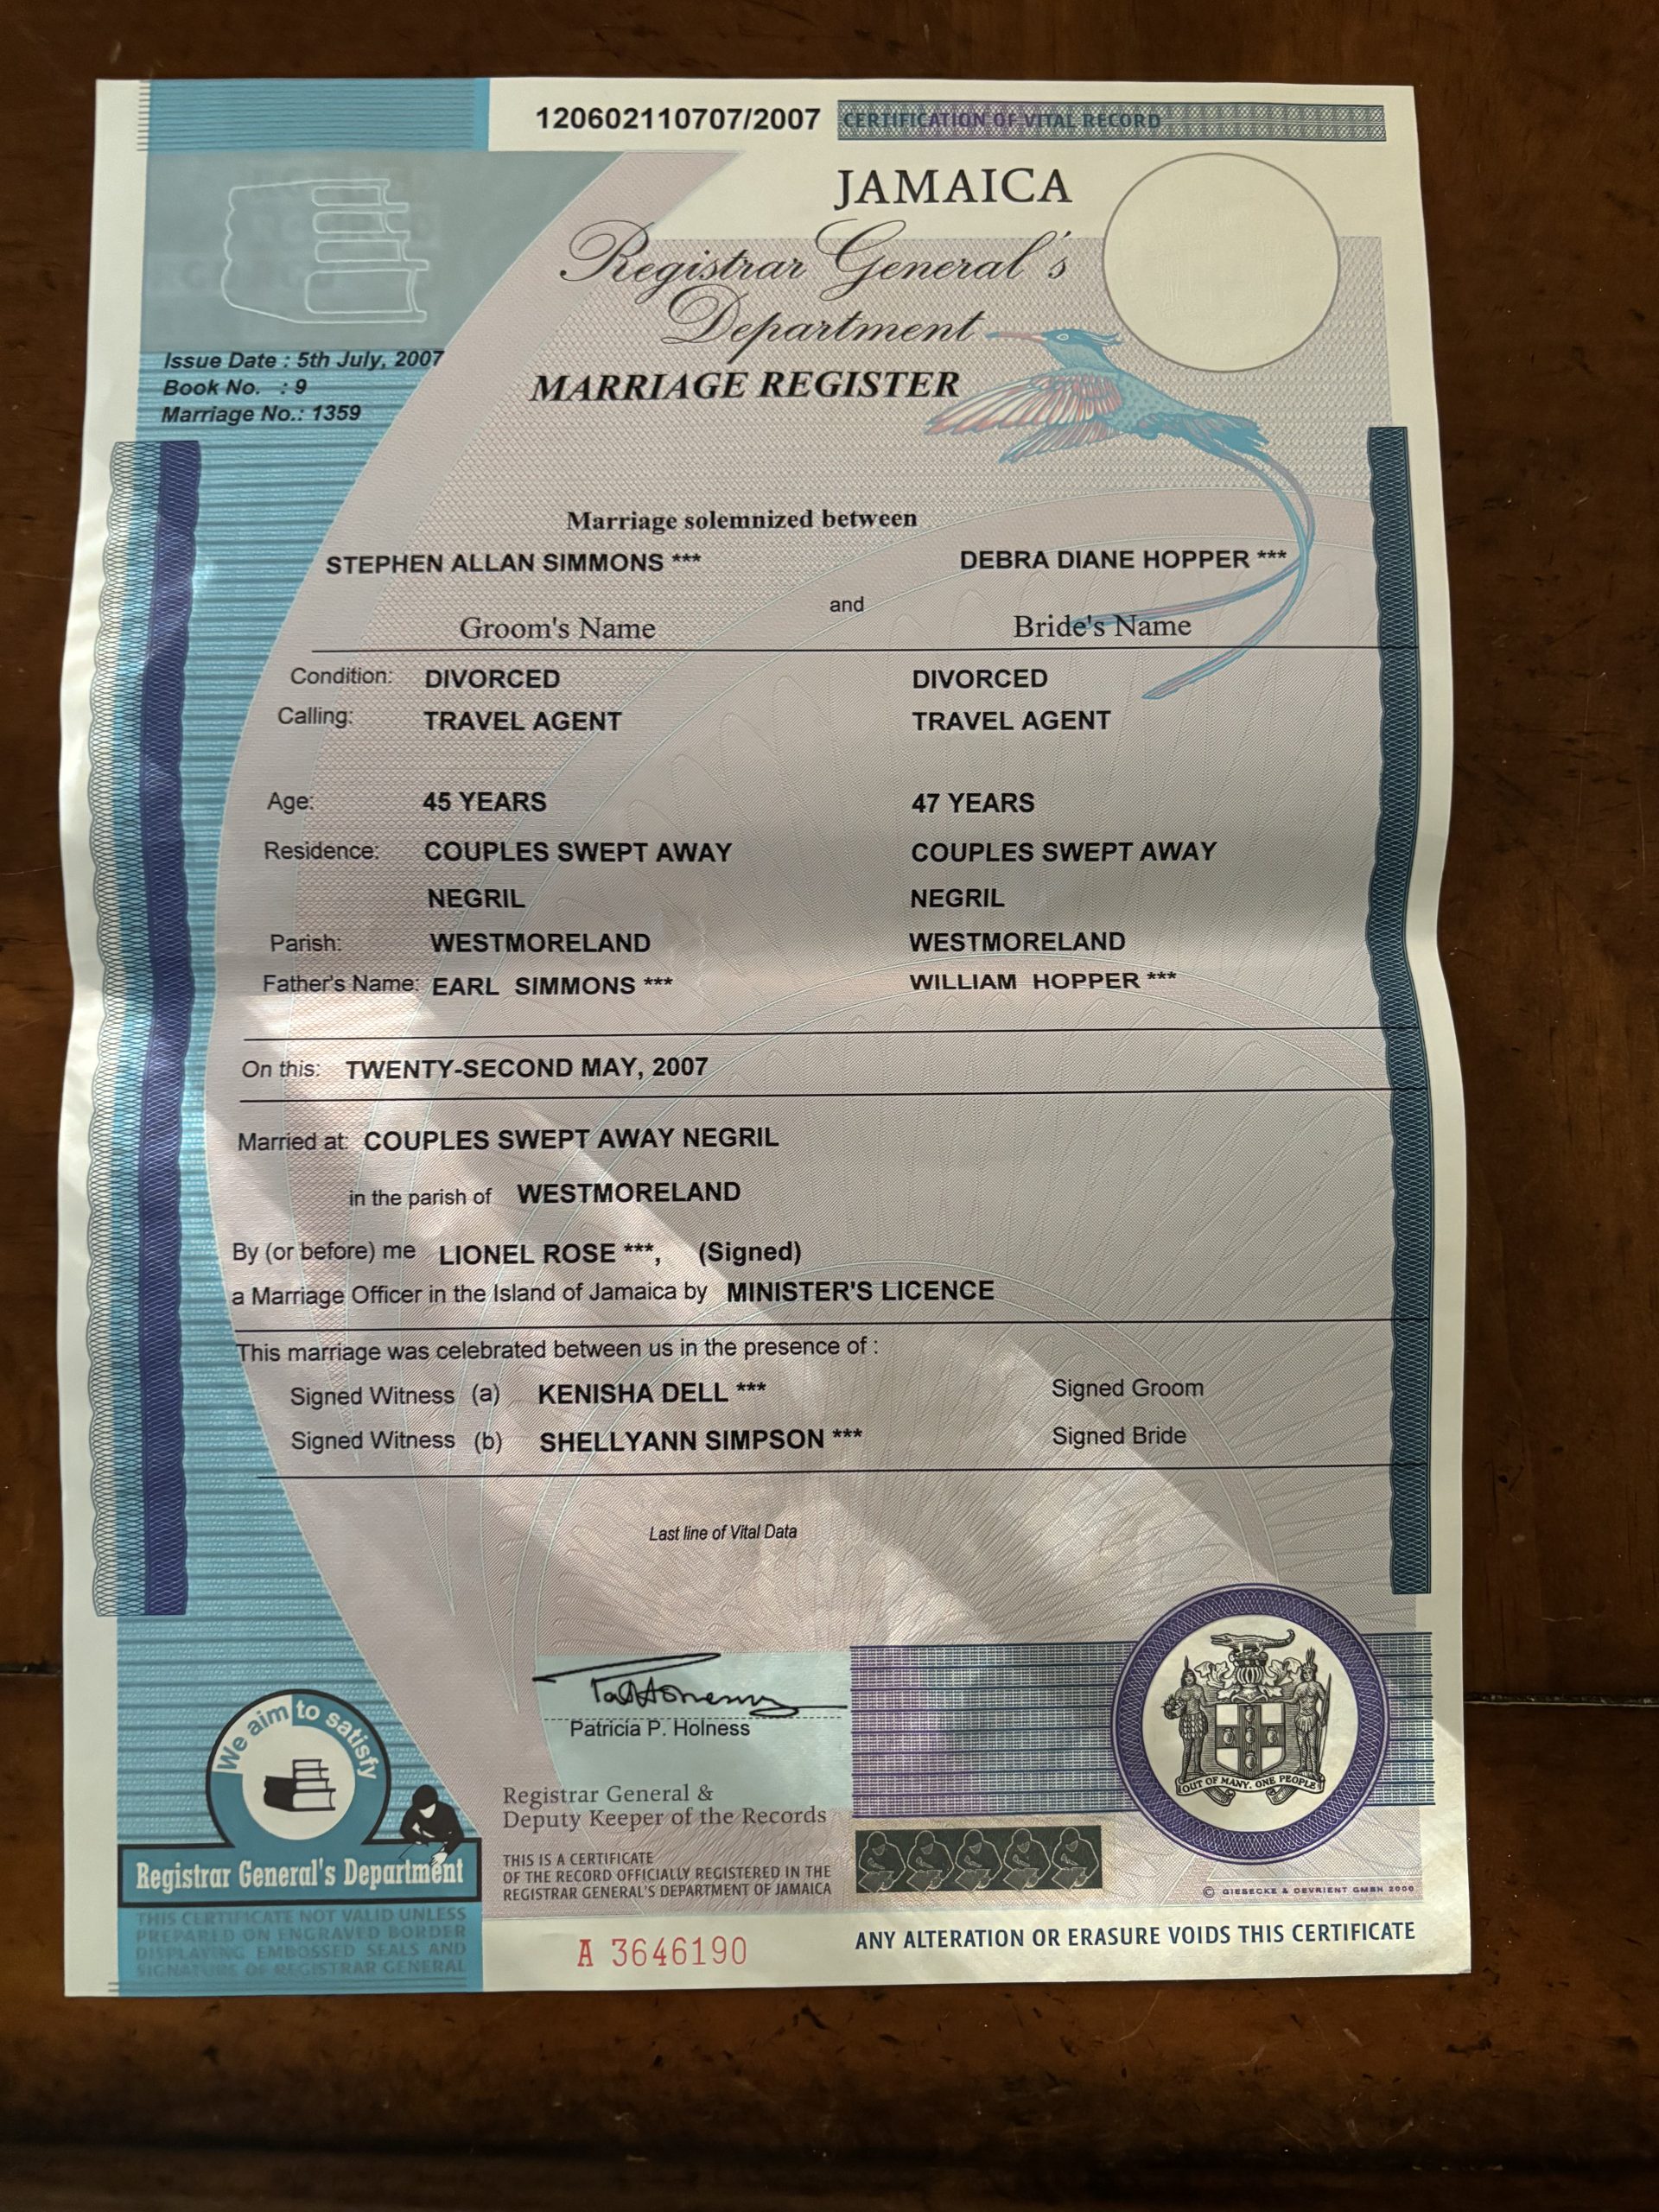 120602110707/2007 CERTIFICATION OF VITAL RECORD
JAMAICA
Registrar General's
Department
MARRIAGE REGISTER
Issue Date : 5th July, 2007
Book No. : 9
Marriage No.: 1359
Marriage solemnized between
STEPHEN ALLAN SIMMONS *** DEBRA DIANE HOPPER ***
and
Groom's Name Bride's Name
Condition: DIVORCED DIVORCED
Calling: TRAVEL AGENT TRAVEL AGENT
Age: 45 YEARS 47 YEARS
Residence: COUPLES SWEPT AWAY COUPLES SWEPT AWAY
NEGRIL NEGRIL
Parish: WESTMORELAND WESTMORELAND
Father's Name: EARL SIMMONS *** WILLIAM HOPPER ***
On this: TWENTY-SECOND MAY, 2007
Married at: COUPLES SWEPT AWAY NEGRIL
in the parish of WESTMORELAND
By (or before) me LIONEL ROSE ***, (Signed)
a Marriage Officer in the Island of Jamaica by MINISTER'S LICENCE
This marriage was celebrated between us in the presence of :
Signed Witness (a) KENISHA DELL *** Signed Groom
Signed Witness (b) SHELLYANN SIMPSON *** Signed Bride
Last line of Vital Data
Patricia P. Holness
Registrar General &
Deputy Keeper of the Records
THIS IS A CERTIFICATE
OF THE RECORD OFFICIALLY REGISTERED IN THE
REGISTRAR GENERAL'S DEPARTMENT OF JAMAICA
We aim to satisfy
Registrar General's Department
THIS CERTIFICATE NOT VALID UNLESS
PREPARED ON ENGRAVED BORDER
DISPLAYING EMBOSSED SEALS AND
SIGNATURE OF REGISTRAR GENERAL
OUT OF MANY, ONE PEOPLE
© GIESECKE & DEVRIENT GMBH 2000
A 3646190
ANY ALTERATION OR ERASURE VOIDS THIS CERTIFICATE